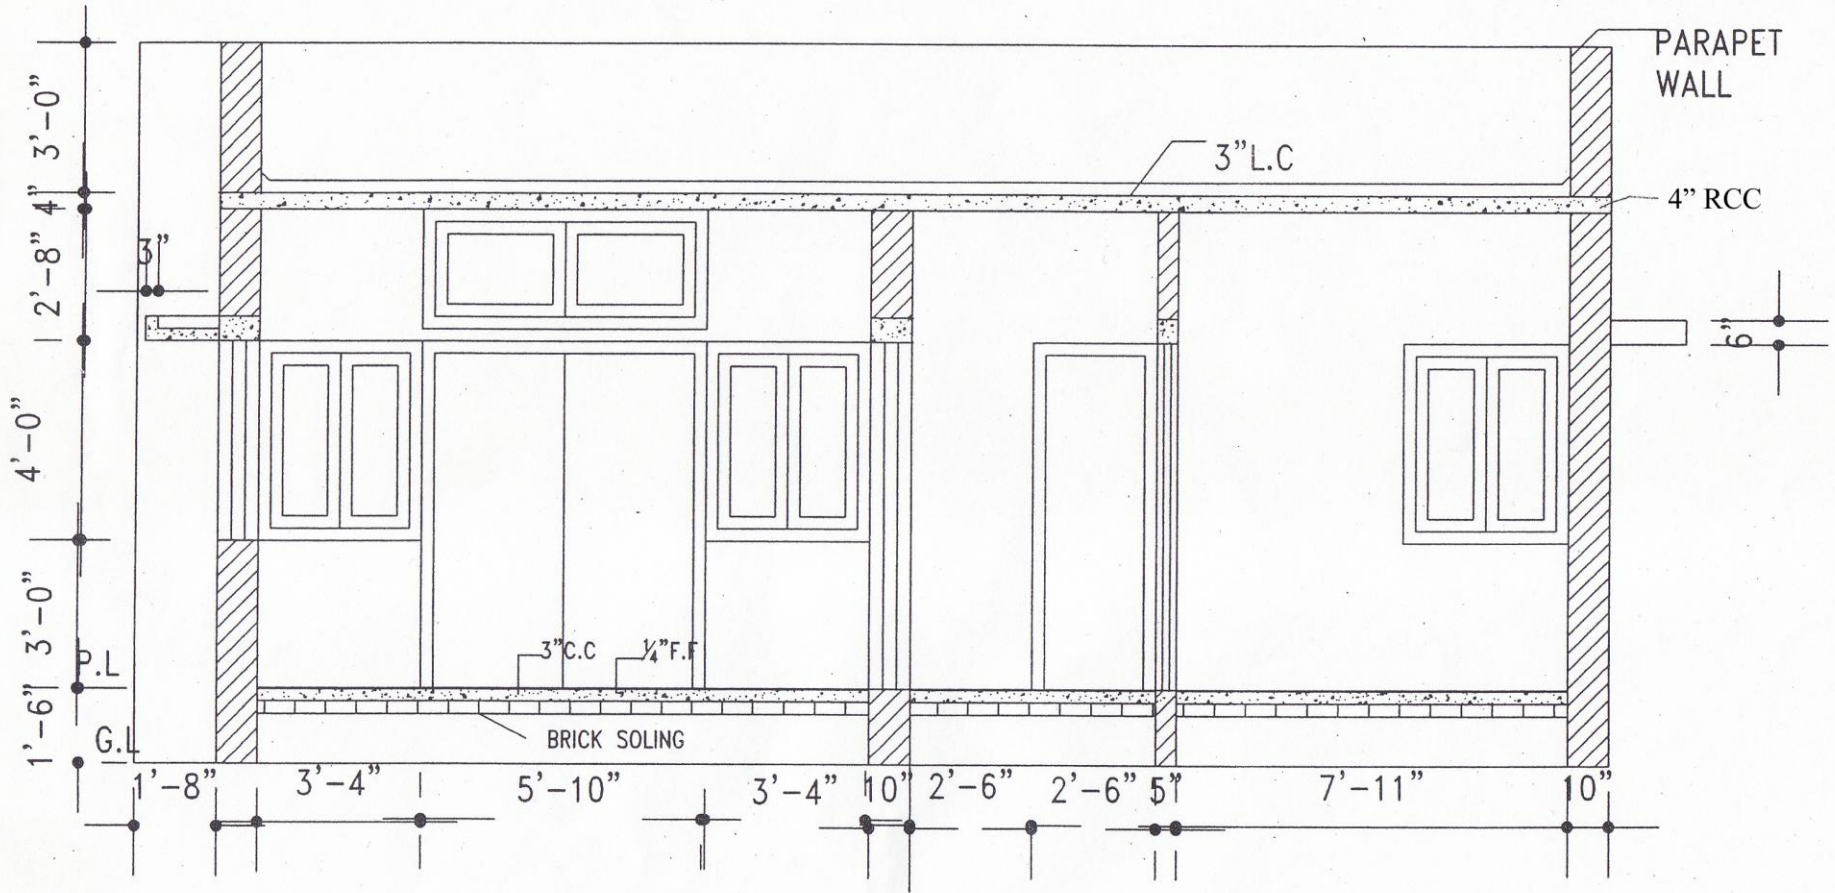 PARAPET
WALL
3'-0"
3"L.C
4"
4" RCC
2'-8"
3"
6"
4'-0"
3'-0"
3"C.C
¼"F.F
P.L
1'-6"
BRICK SOLING
G.L
1'-8"
3'-4"
5'-10"
3'-4"
10"
2'-6"
2'-6"
5"
7'-11"
10"